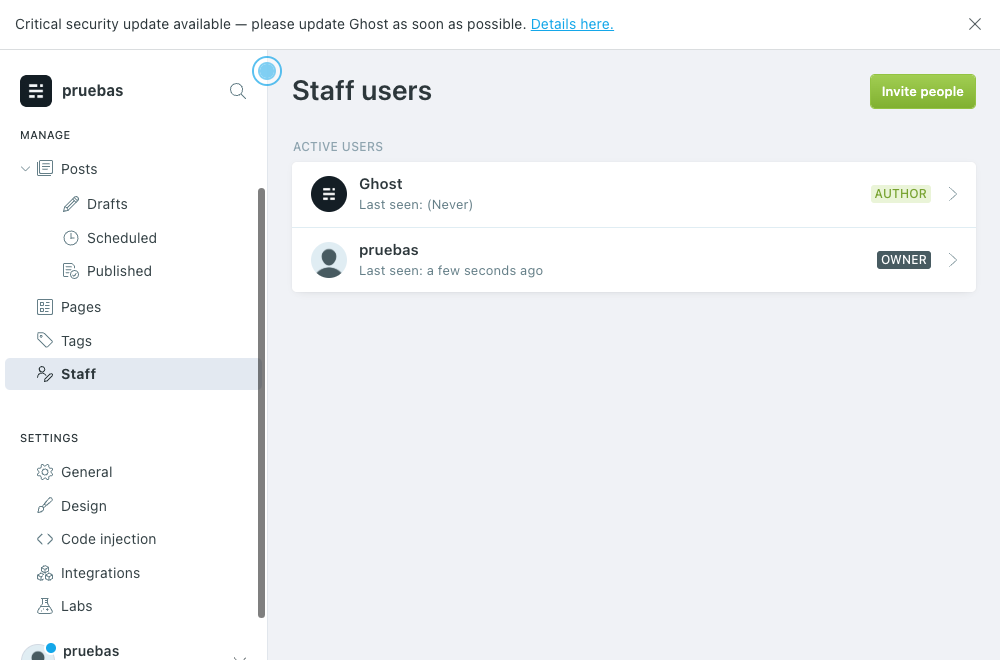 Critical security update available — please update Ghost as soon as possible. Details here.
pruebas
MANAGE
Posts
Drafts
Scheduled
Published
Pages
Tags
Staff
SETTINGS
General
Design
Code injection
Integrations
Labs
pruebas
Staff users
Invite people
ACTIVE USERS
Ghost
Last seen: (Never)
AUTHOR
pruebas
Last seen: a few seconds ago
OWNER